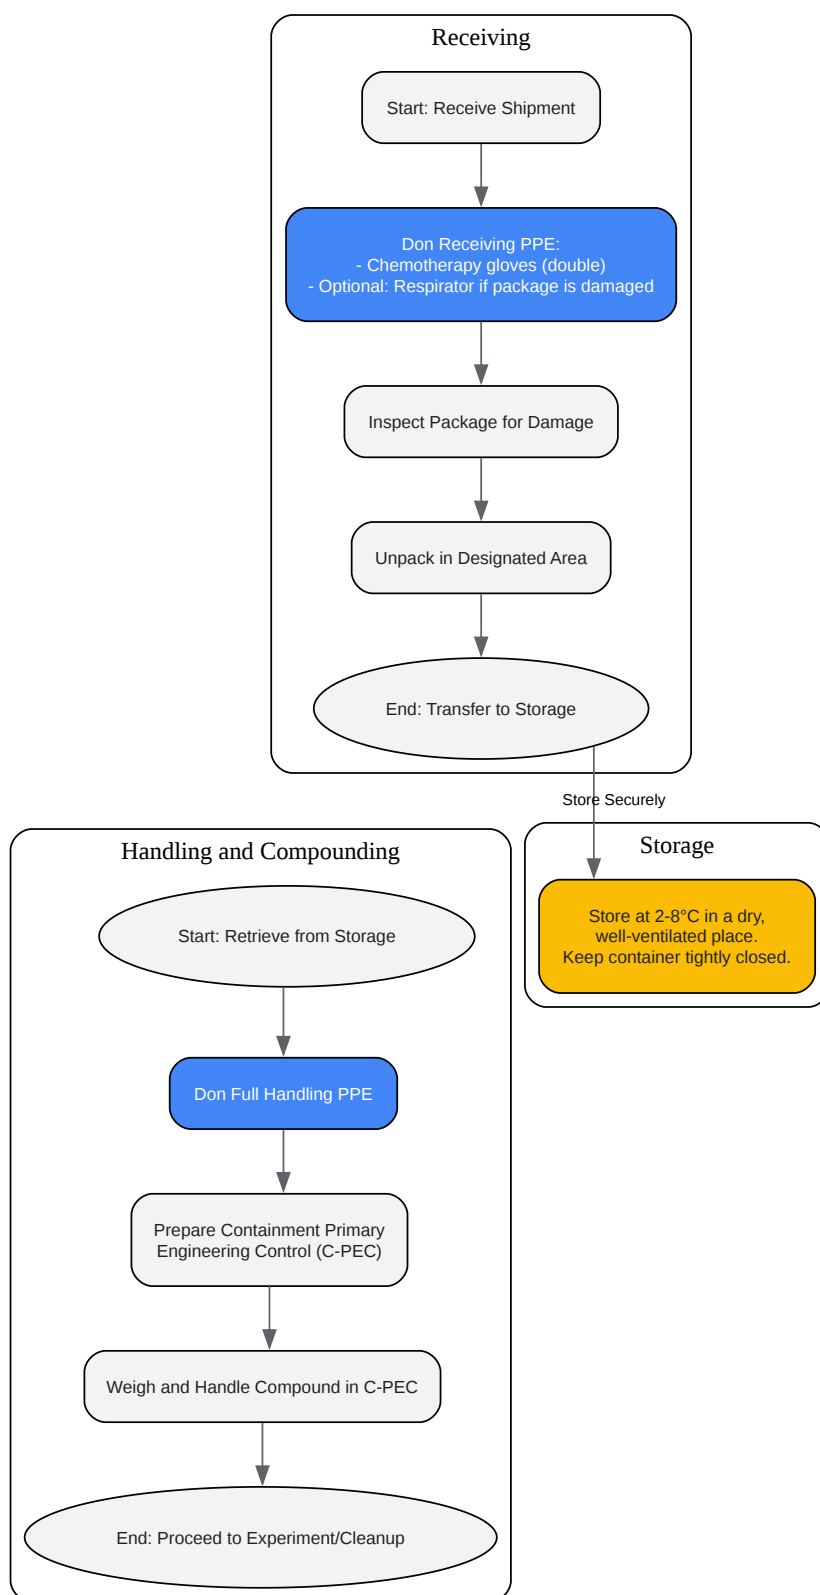 Receiving
Start: Receive Shipment
Don Receiving PPE:
- Chemotherapy gloves (double)
- Optional: Respirator if package is damaged
Inspect Package for Damage
Unpack in Designated Area
End: Transfer to Storage
Store Securely
Storage
Store at 2-8°C in a dry,
well-ventilated place.
Keep container tightly closed.
Handling and Compounding
Start: Retrieve from Storage
Don Full Handling PPE
Prepare Containment Primary
Engineering Control (C-PEC)
Weigh and Handle Compound in C-PEC
End: Proceed to Experiment/Cleanup